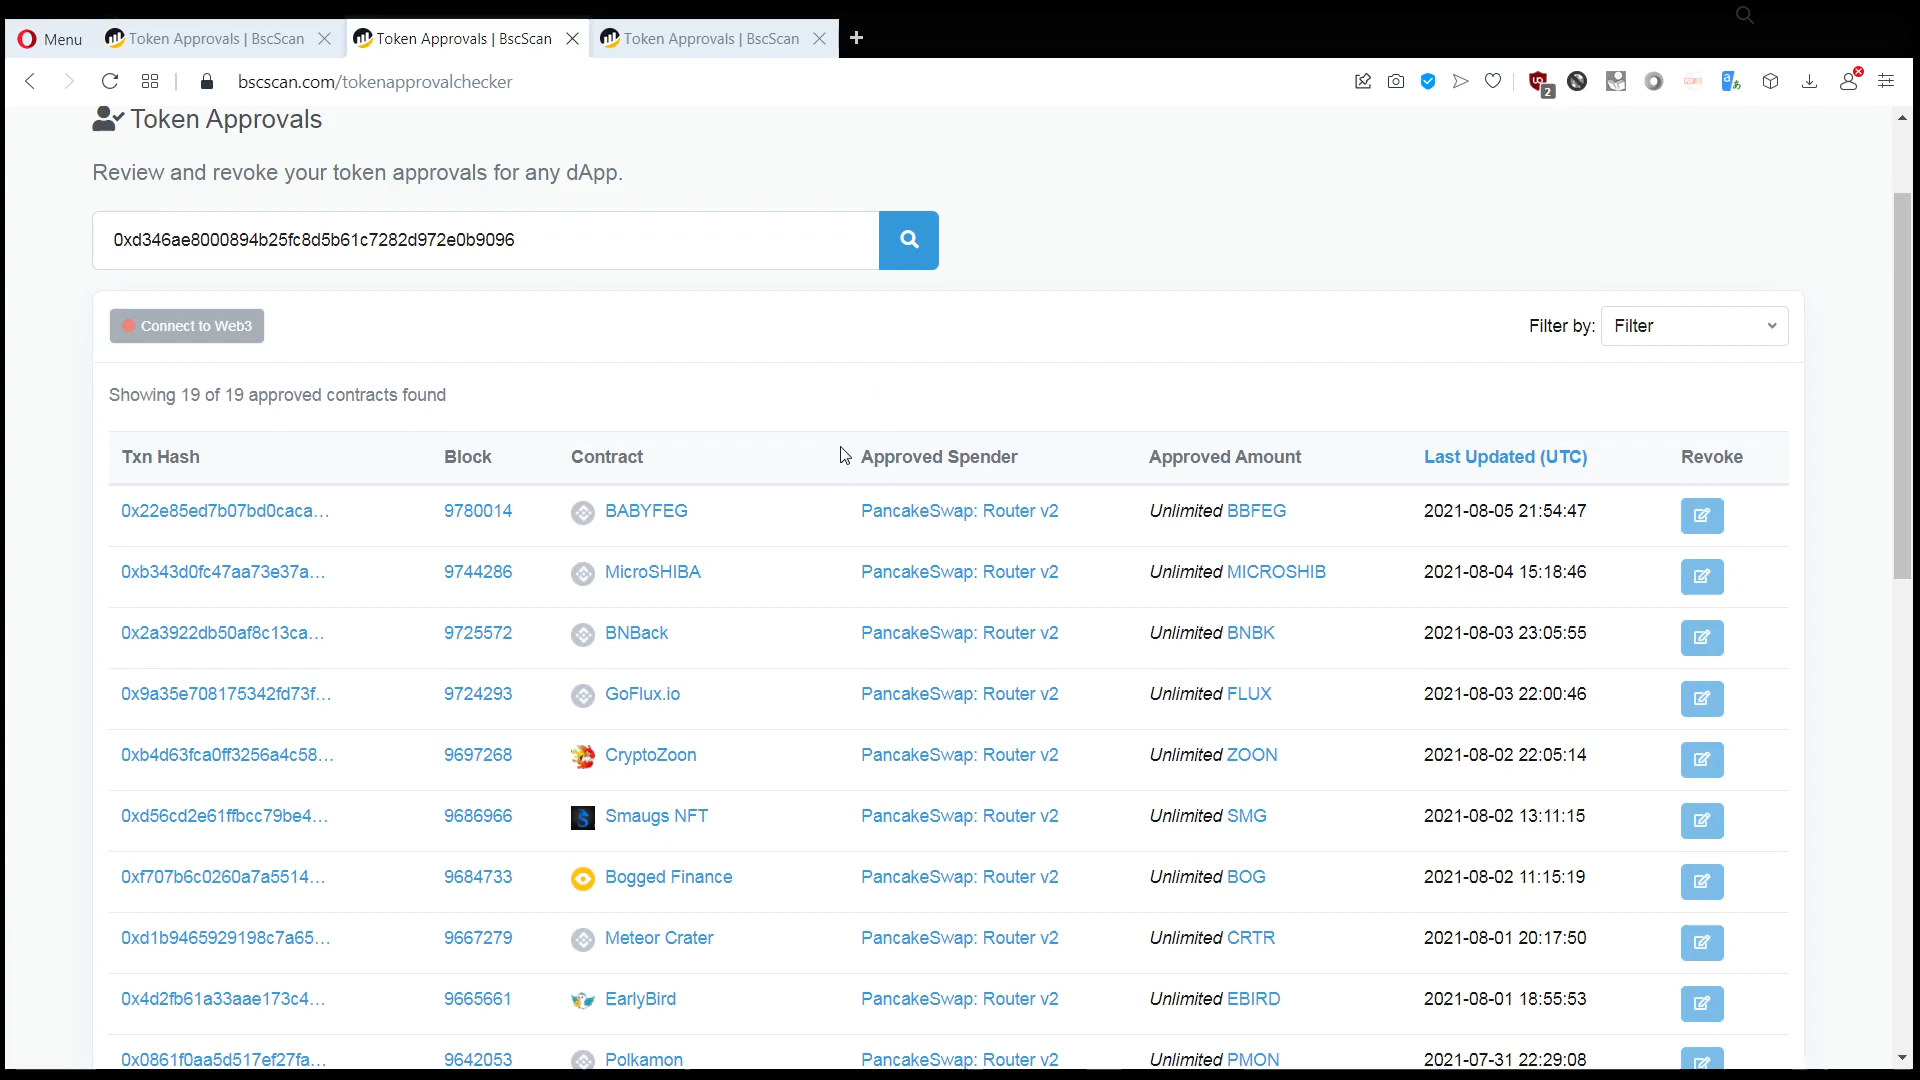 Menu
Token Approvals | BscScan
Token Approvals | BscScan
Token Approvals | BscScan
bscscan.com/tokenapprovalchecker
2
Token Approvals
Review and revoke your token approvals for any dApp.
0xd346ae8000894b25fc8d5b61c7282d972e0b9096
Connect to Web3
Filter by: Filter
Showing 19 of 19 approved contracts found
Txn Hash Block Contract Approved Spender Approved Amount Last Updated (UTC) Revoke
0x22e85ed7b07bd0caca... 9780014 BABYFEG PancakeSwap: Router v2 Unlimited BBFEG 2021-08-05 21:54:47
0xb343d0fc47aa73e37a... 9744286 MicroSHIBA PancakeSwap: Router v2 Unlimited MICROSHIB 2021-08-04 15:18:46
0x2a3922db50af8c13ca... 9725572 BNBack PancakeSwap: Router v2 Unlimited BNBK 2021-08-03 23:05:55
0x9a35e708175342fd73f... 9724293 GoFlux.io PancakeSwap: Router v2 Unlimited FLUX 2021-08-03 22:00:46
0xb4d63fca0ff3256a4c58... 9697268 CryptoZoon PancakeSwap: Router v2 Unlimited ZOON 2021-08-02 22:05:14
0xd56cd2e61ffbcc79be4... 9686966 Smaugs NFT PancakeSwap: Router v2 Unlimited SMG 2021-08-02 13:11:15
0xf707b6c0260a7a5514... 9684733 Bogged Finance PancakeSwap: Router v2 Unlimited BOG 2021-08-02 11:15:19
0xd1b9465929198c7a65... 9667279 Meteor Crater PancakeSwap: Router v2 Unlimited CRTR 2021-08-01 20:17:50
0x4d2fb61a33aae173c4... 9665661 EarlyBird PancakeSwap: Router v2 Unlimited EBIRD 2021-08-01 18:55:53
0x0861f0aa5d517ef27fa... 9642053 Polkamon PancakeSwap: Router v2 Unlimited PMON 2021-07-31 22:29:08